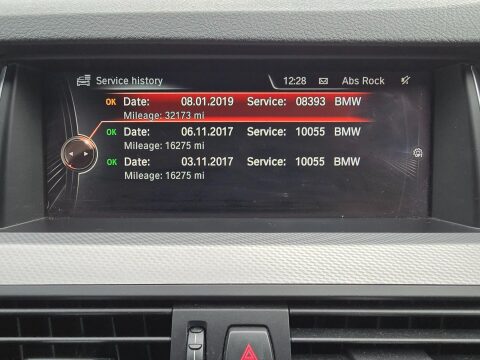 Service history 12:28 Abs Rock
OK Date: 08.01.2019 Service: 08393 BMW
Mileage: 32173 mi
OK Date: 06.11.2017 Service: 10055 BMW
Mileage: 16275 mi
OK Date: 03.11.2017 Service: 10055 BMW
Mileage: 16275 mi